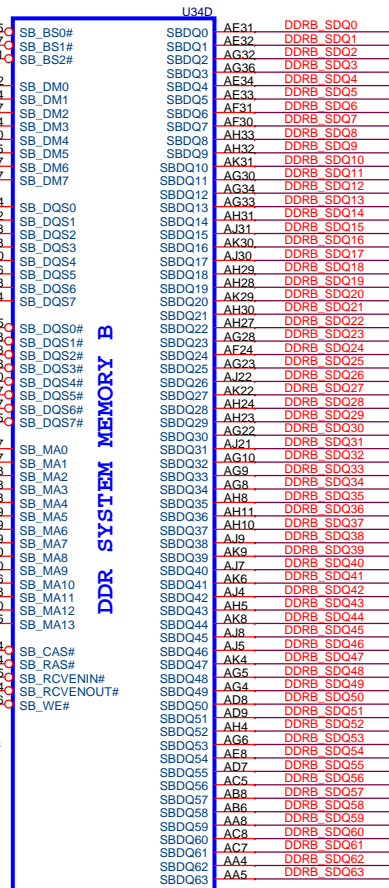 U34D
SB_BS0#
SB_BS1#
SB_BS2#
SB_DM0
SB_DM1
SB_DM2
SB_DM3
SB_DM4
SB_DM5
SB_DM6
SB_DM7
SB_DQS0
SB_DQS1
SB_DQS2
SB_DQS3
SB_DQS4
SB_DQS5
SB_DQS6
SB_DQS7
SB_DQS0#
SB_DQS1#
SB_DQS2#
SB_DQS3#
SB_DQS4#
SB_DQS5#
SB_DQS6#
SB_DQS7#
SB_MA0
SB_MA1
SB_MA2
SB_MA3
SB_MA4
SB_MA5
SB_MA6
SB_MA7
SB_MA8
SB_MA9
SB_MA10
SB_MA11
SB_MA12
SB_MA13
SB_CAS#
SB_RAS#
SB_RCVENIN#
SB_RCVENOUT#
SB_WE#
DDR SYSTEM MEMORY B
SBDQ0 AE31 DDRB_SDQ0
SBDQ1 AE32 DDRB_SDQ1
SBDQ2 AG32 DDRB_SDQ2
SBDQ3 AG36 DDRB_SDQ3
SBDQ4 AE34 DDRB_SDQ4
SBDQ5 AE33 DDRB_SDQ5
SBDQ6 AF31 DDRB_SDQ6
SBDQ7 AF30 DDRB_SDQ7
SBDQ8 AH33 DDRB_SDQ8
SBDQ9 AH32 DDRB_SDQ9
SBDQ10 AK31 DDRB_SDQ10
SBDQ11 AG30 DDRB_SDQ11
SBDQ12 AG34 DDRB_SDQ12
SBDQ13 AG33 DDRB_SDQ13
SBDQ14 AH31 DDRB_SDQ14
SBDQ15 AJ31 DDRB_SDQ15
SBDQ16 AK30 DDRB_SDQ16
SBDQ17 AJ30 DDRB_SDQ17
SBDQ18 AH29 DDRB_SDQ18
SBDQ19 AH28 DDRB_SDQ19
SBDQ20 AK29 DDRB_SDQ20
SBDQ21 AH30 DDRB_SDQ21
SBDQ22 AH27 DDRB_SDQ22
SBDQ23 AG28 DDRB_SDQ23
SBDQ24 AF24 DDRB_SDQ24
SBDQ25 AG23 DDRB_SDQ25
SBDQ26 AJ22 DDRB_SDQ26
SBDQ27 AK22 DDRB_SDQ27
SBDQ28 AH24 DDRB_SDQ28
SBDQ29 AH23 DDRB_SDQ29
SBDQ30 AG22 DDRB_SDQ30
SBDQ31 AJ21 DDRB_SDQ31
SBDQ32 AG10 DDRB_SDQ32
SBDQ33 AG9 DDRB_SDQ33
SBDQ34 AG8 DDRB_SDQ34
SBDQ35 AH8 DDRB_SDQ35
SBDQ36 AH11 DDRB_SDQ36
SBDQ37 AH10 DDRB_SDQ37
SBDQ38 AJ9 DDRB_SDQ38
SBDQ39 AK9 DDRB_SDQ39
SBDQ40 AJ7 DDRB_SDQ40
SBDQ41 AK6 DDRB_SDQ41
SBDQ42 AJ4 DDRB_SDQ42
SBDQ43 AH5 DDRB_SDQ43
SBDQ44 AK8 DDRB_SDQ44
SBDQ45 AJ8 DDRB_SDQ45
SBDQ46 AJ5 DDRB_SDQ46
SBDQ47 AK4 DDRB_SDQ47
SBDQ48 AG5 DDRB_SDQ48
SBDQ49 AG4 DDRB_SDQ49
SBDQ50 AD8 DDRB_SDQ50
SBDQ51 AD9 DDRB_SDQ51
SBDQ52 AH4 DDRB_SDQ52
SBDQ53 AG6 DDRB_SDQ53
SBDQ54 AE8 DDRB_SDQ54
SBDQ55 AD7 DDRB_SDQ55
SBDQ56 AC5 DDRB_SDQ56
SBDQ57 AB8 DDRB_SDQ57
SBDQ58 AB6 DDRB_SDQ58
SBDQ59 AA8 DDRB_SDQ59
SBDQ60 AC8 DDRB_SDQ60
SBDQ61 AC7 DDRB_SDQ61
SBDQ62 AA4 DDRB_SDQ62
SBDQ63 AA5 DDRB_SDQ63